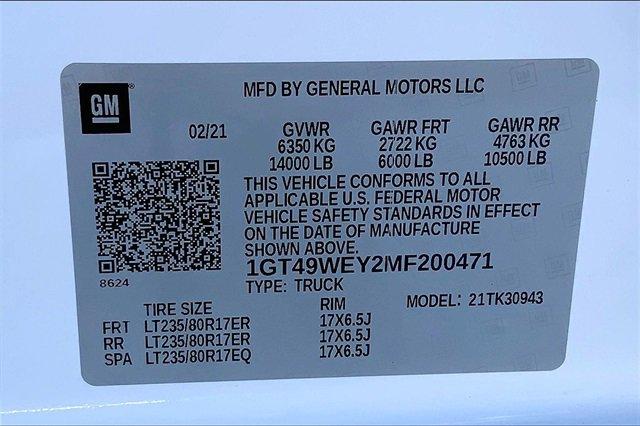 GM
MFD BY GENERAL MOTORS LLC
02/21 GVWR GAWR FRT GAWR RR
6350 KG 2722 KG 4763 KG
14000 LB 6000 LB 10500 LB
THIS VEHICLE CONFORMS TO ALL
APPLICABLE U.S. FEDERAL MOTOR
VEHICLE SAFETY STANDARDS IN EFFECT
ON THE DATE OF MANUFACTURE
SHOWN ABOVE.
8624
1GT49WEY2MF200471
TYPE: TRUCK
TIRE SIZE RIM MODEL: 21TK30943
FRT LT235/80R17ER 17X6.5J
RR LT235/80R17ER 17X6.5J
SPA LT235/80R17EQ 17X6.5J